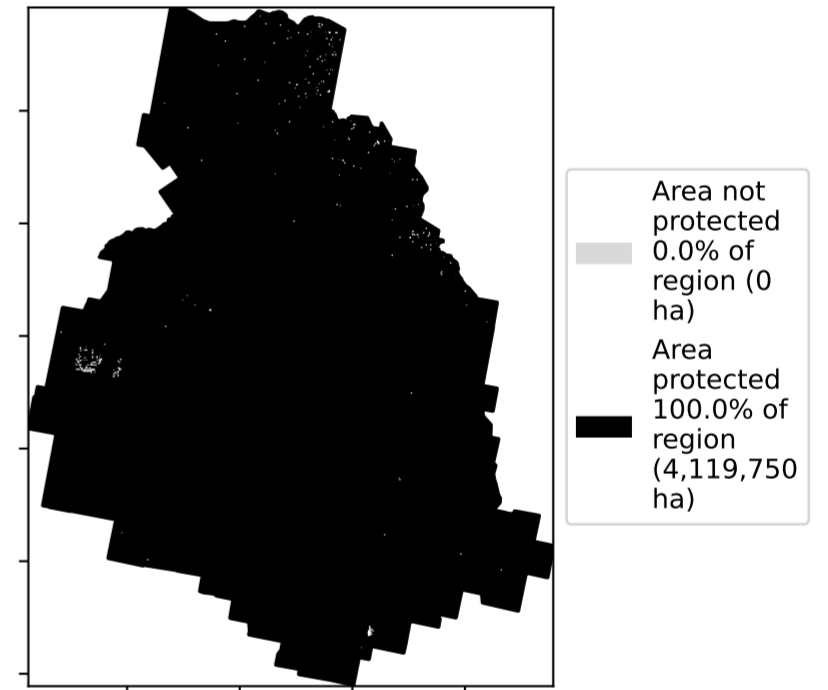 Area not
protected
0.0% of
region (0
ha)
Area
protected
100.0% of
region
(4,119,750
ha)